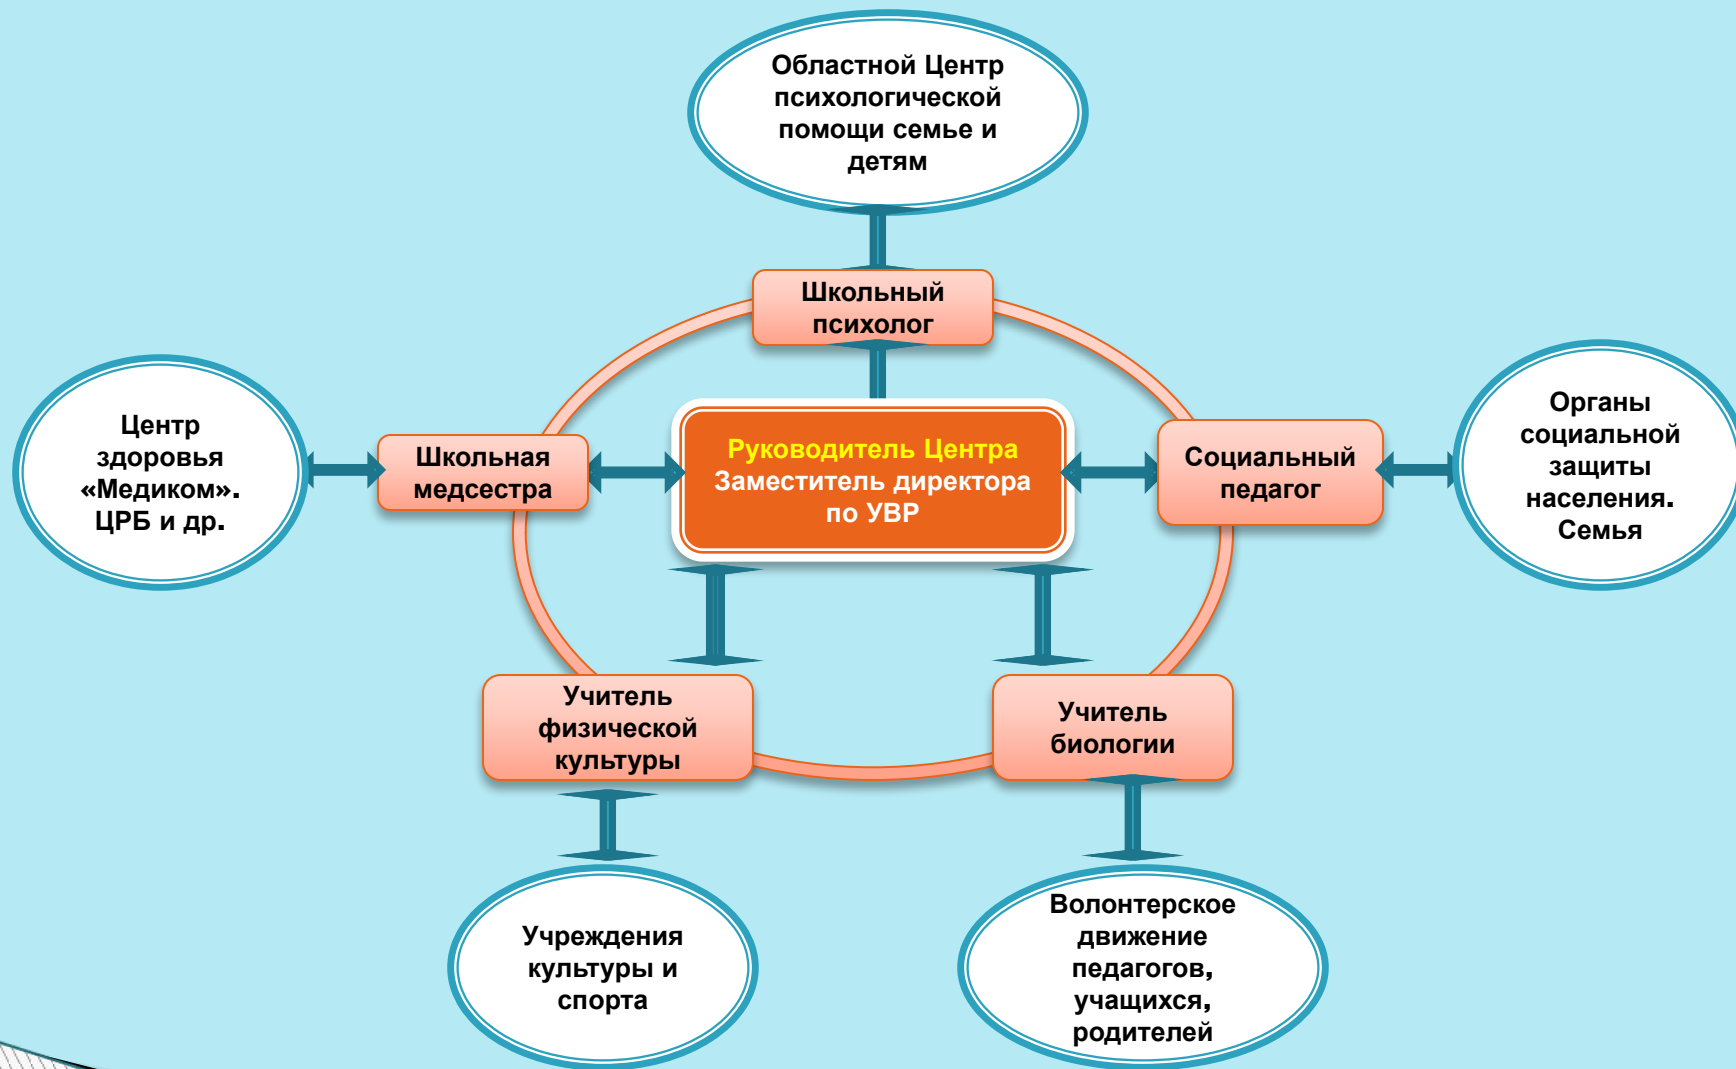 Областной Центр
психологической
помощи семье и
детям
Школьный
психолог
Центр
здоровья
«Медиком».
ЦРБ и др.
Школьная
медсестра
Руководитель Центра
Заместитель директора
по УВР
Социальный
педагог
Органы
социальной
защиты
населения.
Семья
Учитель
физической
культуры
Учитель
биологии
Учреждения
культуры и
спорта
Волонтерское
движение
педагогов,
учащихся,
родителей